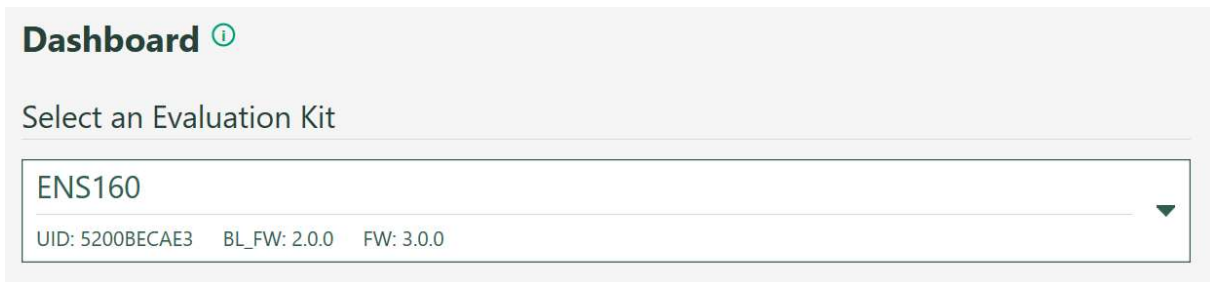 Dashboard
Select an Evaluation Kit
ENS160
UID: 5200BECAE3 BL_FW: 2.0.0 FW: 3.0.0